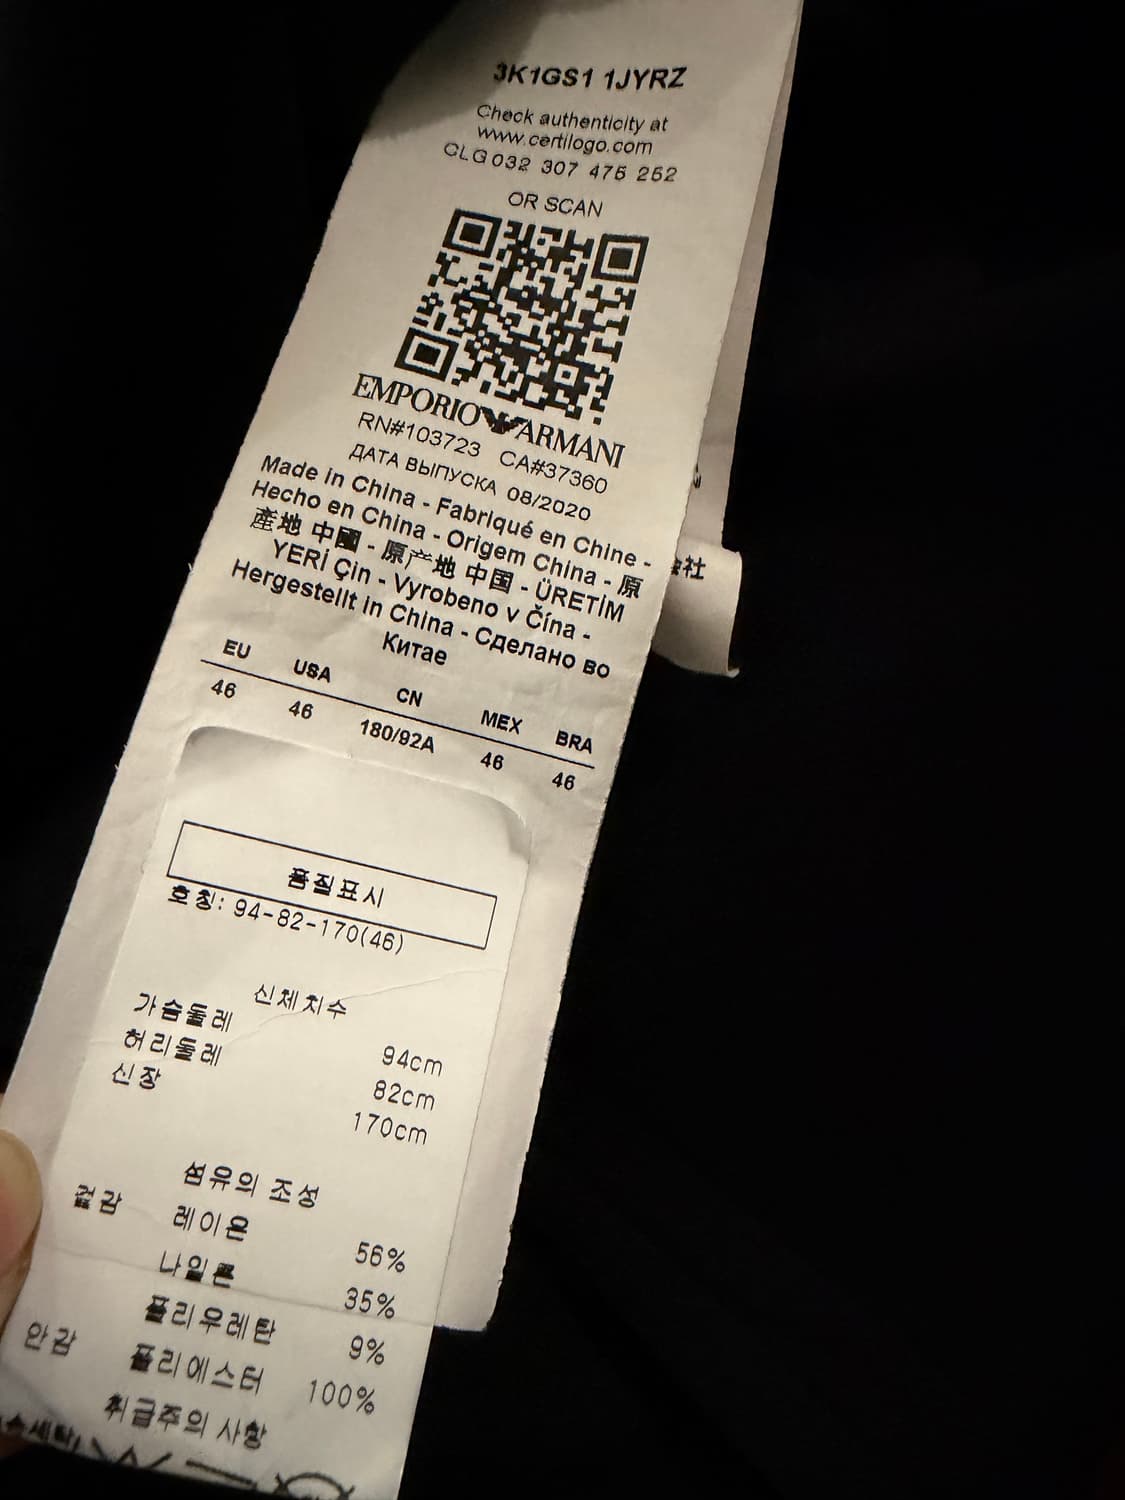 3K1GS1 1JYRZ
Check authenticity at
www.certilogo.com
CLG 032 307 475 252
OR SCAN
EMPORIO ARMANI
RN#103723 CA#37360
ДАТА ВЫПУСКА 08/2020
Made in China - Fabriqué en Chine -
Hecho en China - Origem China - 原
產地 中國 - 原产地 中国 - ÜRETİM
YERİ Çin - Vyrobeno v Čína -
Hergestellt in China - Сделано во
Китае
EU USA CN MEX BRA
46 46 180/92A 46 46
품질표시
호칭: 94-82-170(46)
신체치수
가슴둘레 94cm
허리둘레 82cm
신장 170cm
섬유의 조성
겉감 레이온 56%
나일론 35%
폴리우레탄 9%
안감 폴리에스터 100%
취급주의 사항
会社